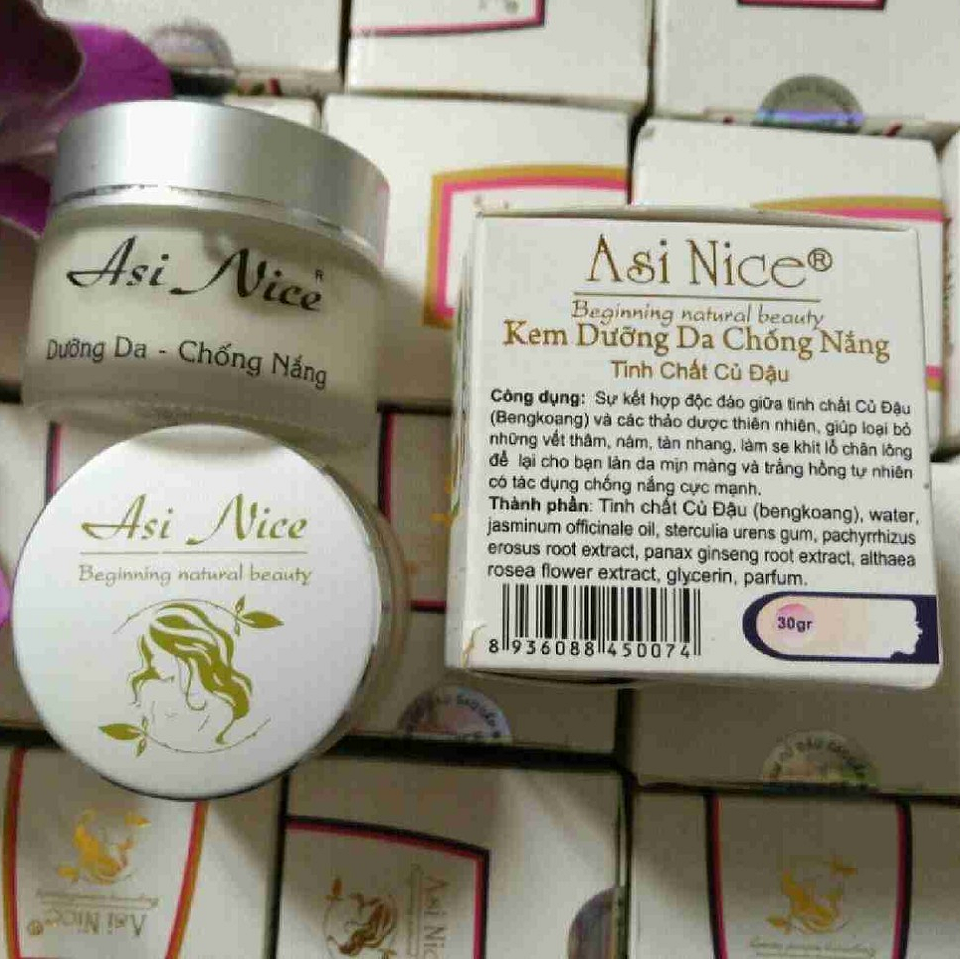 Asi Nice®
Dưỡng Da - Chống Nắng
Asi Nice
Beginning natural beauty
Asi Nice®
Beginning natural beauty
Kem Dưỡng Da Chống Nắng
Tinh Chất Củ Đậu
Công dụng: Sự kết hợp độc đáo giữa tinh chất Củ Đậu
(Bengkoang) và các thảo dược thiên nhiên, giúp loại bỏ
những vết thâm, nám, tàn nhang, làm se khít lỗ chân lông
để lại cho bạn làn da mịn màng và trắng hồng tự nhiên
có tác dụng chống nắng cực mạnh.
Thành phần: Tinh chất Củ Đậu (bengkoang), water,
jasminum officinale oil, sterculia urens gum, pachyrrhizus
erosus root extract, panax ginseng root extract, althaea
rosea flower extract, glycerin, parfum.
30gr
8 936088 450074
Asi Nice®
Asi Nic